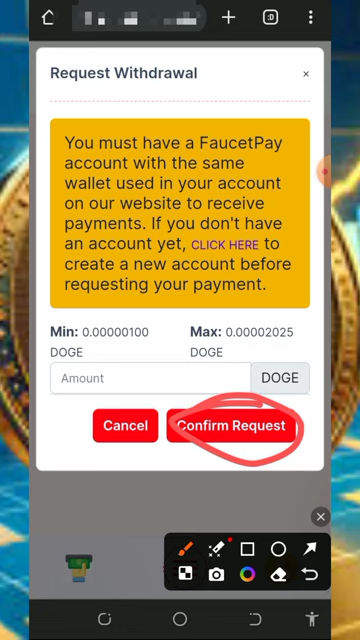 :D
Request Withdrawal
×
You must have a FaucetPay
account with the same
wallet used in your account
on our website to receive
payments. If you don't have
an account yet, CLICK HERE to
create a new account before
requesting your payment.
Min: 0.00000100 DOGE
Max: 0.00002025 DOGE
Amount
DOGE
Cancel
Confirm Request